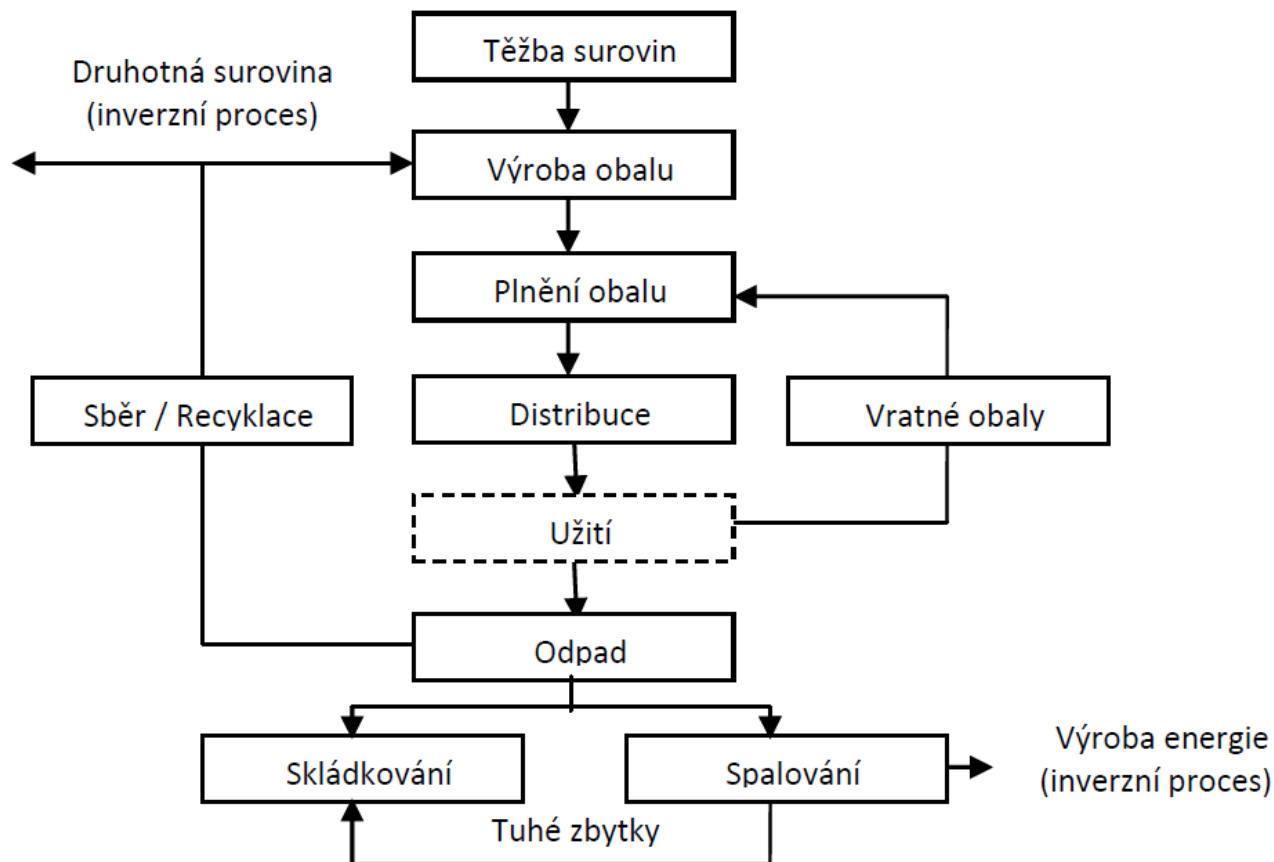 Těžba surovin
Druhotná surovina
(inverzní proces)
Výroba obalu
Plnění obalu
Sběr / Recyklace
Distribuce
Vratné obaly
Užití
Odpad
Skládkování
Spalování
Výroba energie
(inverzní proces)
Tuhé zbytky